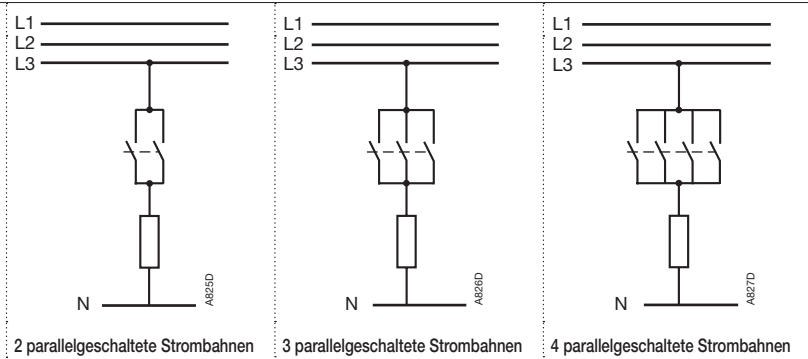 L1
L2
L3
N
A825D
2 parallelgeschaltete Strombahnen
L1
L2
L3
N
A826D
3 parallelgeschaltete Strombahnen
L1
L2
L3
N
A827D
4 parallelgeschaltete Strombahnen